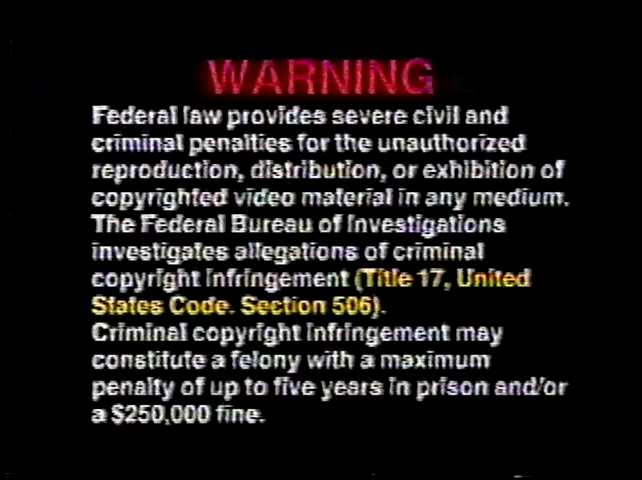 WARNING
Federal law provides severe civil and
criminal penalties for the unauthorized
reproduction, distribution, or exhibition of
copyrighted video material in any medium.
The Federal Bureau of Investigations
investigates allegations of criminal
copyright infringement (Title 17, United
States Code. Section 506).
Criminal copyright infringement may
constitute a felony with a maximum
penalty of up to five years in prison and/or
a $250,000 fine.